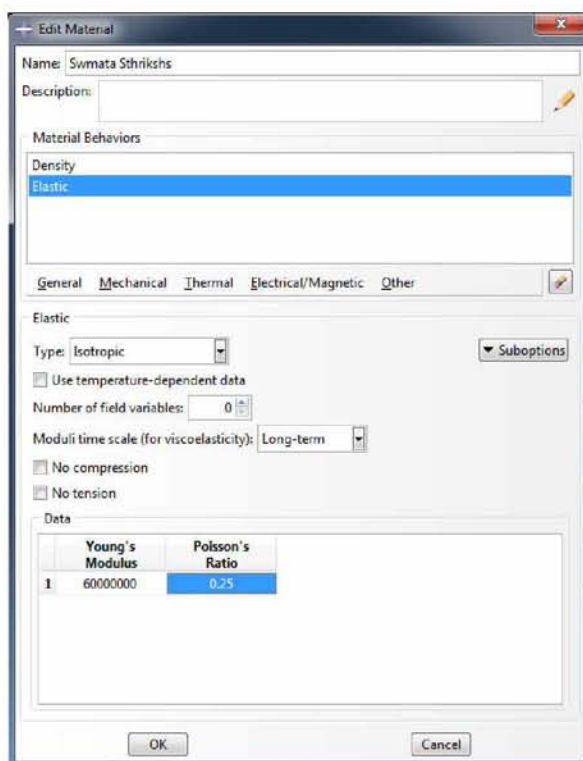 Edit Material
Name: Swmata Sthrikshs
Description:
Material Behaviors
Density
Elastic
General Mechanical Thermal Electrical/Magnetic Other
Elastic
Type: Isotropic
Suboptions
Use temperature-dependent data
Number of field variables: 0
Moduli time scale (for viscoelasticity): Long-term
No compression
No tension
Data
Young's Modulus Poisson's Ratio
1 60000000 0.25
OK Cancel